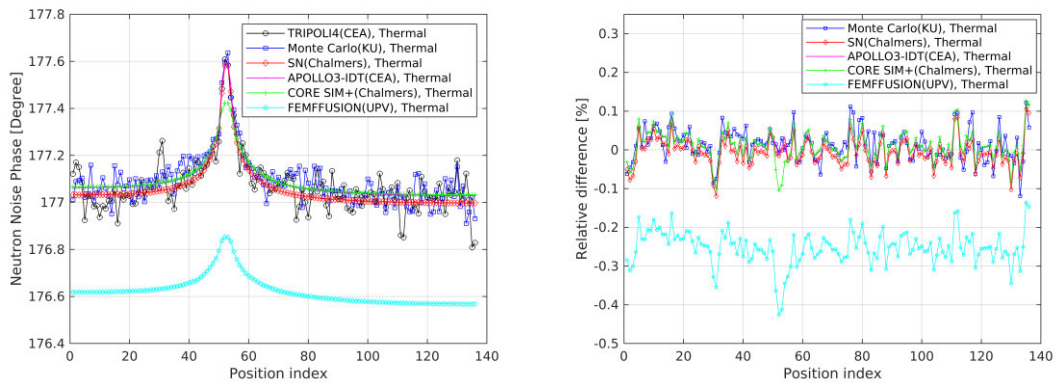 177.8
177.6
177.4
177.2
177
176.8
176.6
176.4
Neutron Noise Phase [Degree]
0 20 40 60 80 100 120 140
Position index
TRIPOLI4(CEA), Thermal
Monte Carlo(KU), Thermal
SN(Chalmers), Thermal
APOLLO3-IDT(CEA), Thermal
CORE SIM+(Chalmers), Thermal
FEMFFUSION(UPV), Thermal
0.3
0.2
0.1
0
-0.1
-0.2
-0.3
-0.4
-0.5
Relative difference [%]
0 20 40 60 80 100 120 140
Position index
Monte Carlo(KU), Thermal
SN(Chalmers), Thermal
APOLLO3-IDT(CEA), Thermal
CORE SIM+(Chalmers), Thermal
FEMFFUSION(UPV), Thermal